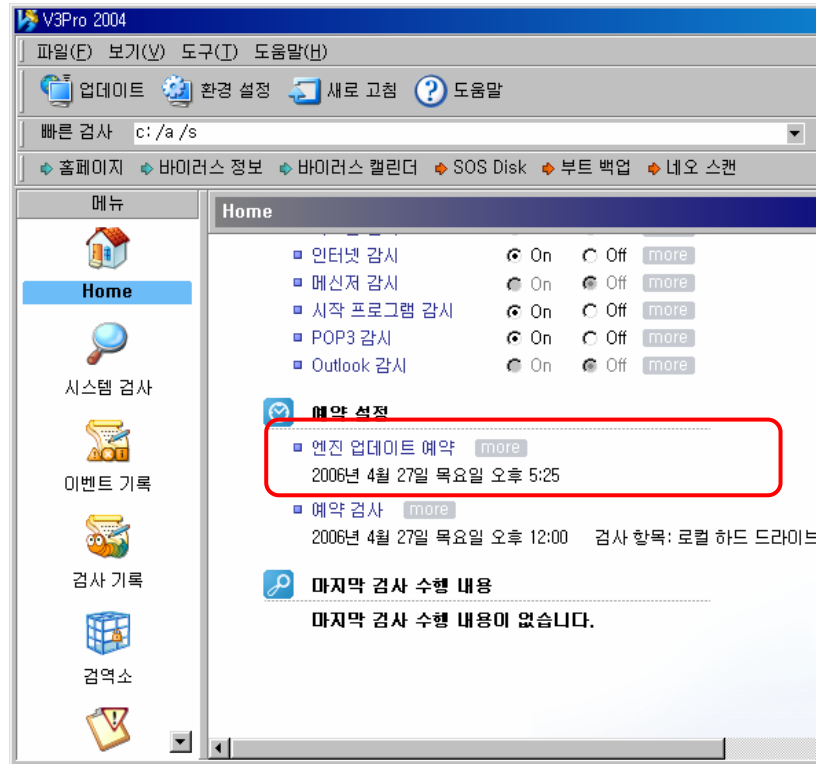 V3Pro 2004
파일(F) 보기(V) 도구(T) 도움말(H)
업데이트 환경 설정 새로 고침 도움말
빠른 검사 c:/a /s
홈페이지 바이러스 정보 바이러스 캘린더 SOS Disk 부트 백업 네오 스캔
메뉴
Home
시스템 검사
이벤트 기록
검사 기록
검역소
Home
인터넷 감시 On Off more
메신저 감시 On Off more
시작 프로그램 감시 On Off more
POP3 감시 On Off more
Outlook 감시 On Off more
예약 설정
엔진 업데이트 예약 more
2006년 4월 27일 목요일 오후 5:25
예약 검사 more
2006년 4월 27일 목요일 오후 12:00 검사 항목: 로컬 하드 드라이브
마지막 검사 수행 내용
마지막 검사 수행 내용이 없습니다.